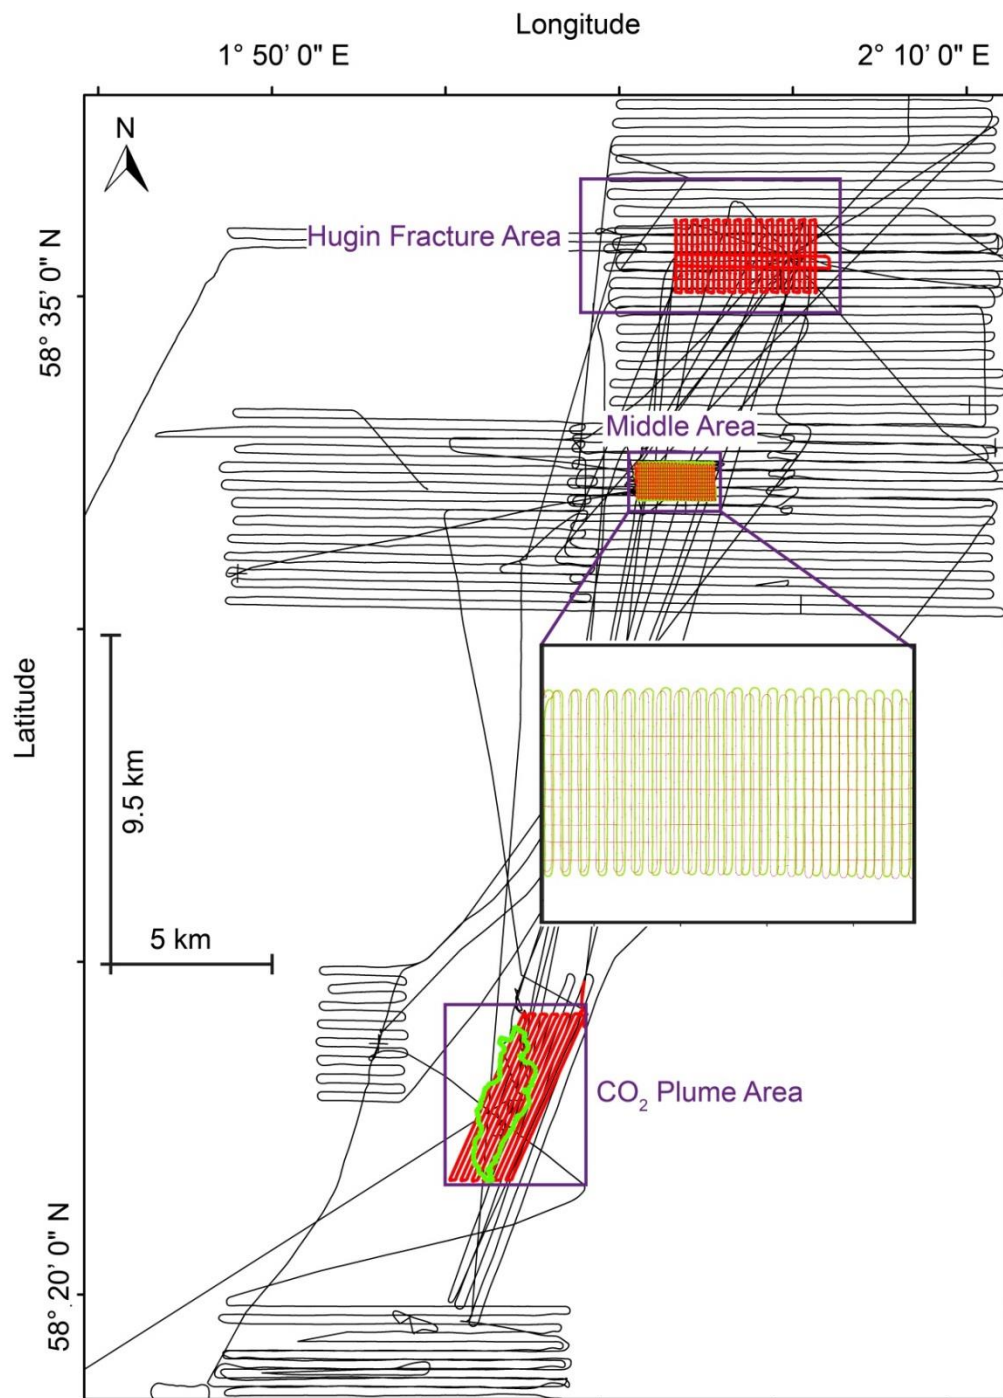 Longitude
1° 50’ 0" E
2° 10’ 0" E
N
Hugin Fracture Area
58° 35’ 0" N
Middle Area
Latitude
9.5 km
5 km
CO₂ Plume Area
58° 20’ 0" N